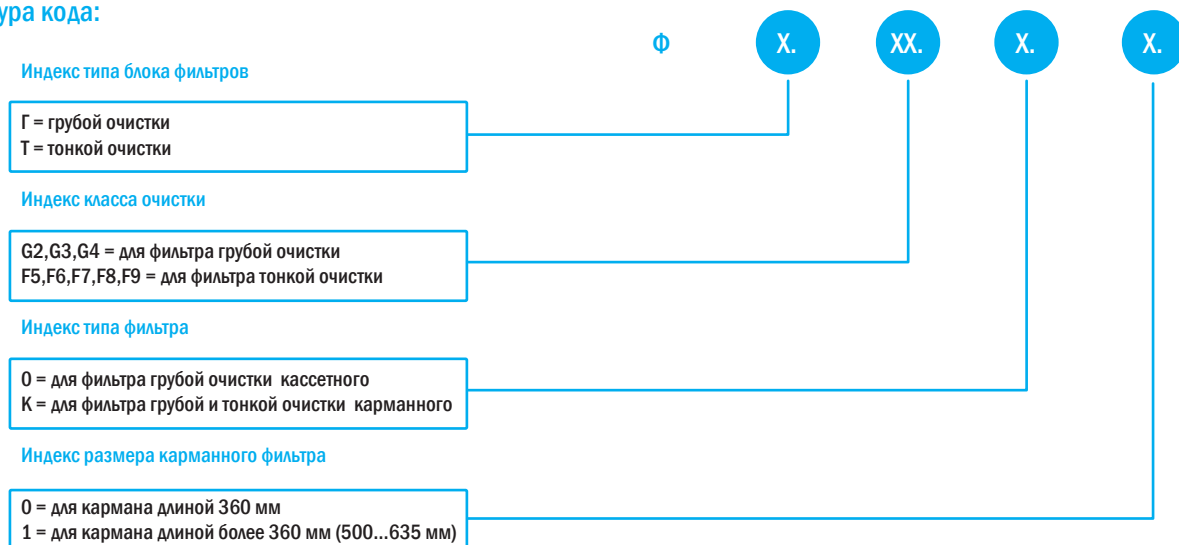 ура кода:
Ф X. XX. X. X.
Индекс типа блока фильтров
Г = грубой очистки
Т = тонкой очистки
Индекс класса очистки
G2,G3,G4 = для фильтра грубой очистки
F5,F6,F7,F8,F9 = для фильтра тонкой очистки
Индекс типа фильтра
0 = для фильтра грубой очистки кассетного
К = для фильтра грубой и тонкой очистки карманного
Индекс размера карманного фильтра
0 = для кармана длиной 360 мм
1 = для кармана длиной более 360 мм (500...635 мм)